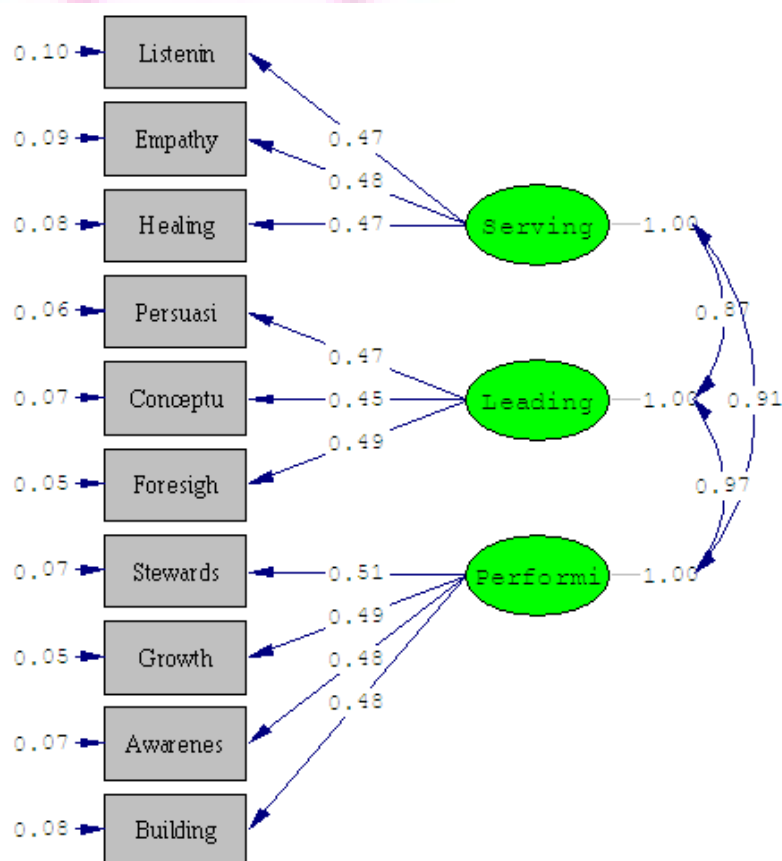 0.10 Listenin
0.47
0.09 Empathy
0.48
0.08 Healing 0.47 Serving 1.00
0.06 Persuasi
0.87
0.47
0.07 Conceptu 0.45 Leading 1.00 0.91
0.49
0.05 Foresigh
0.97
0.07 Stewards 0.51 Performi 1.00
0.49
0.05 Growth 0.48
0.48
0.07 Awarenes
0.08 Building